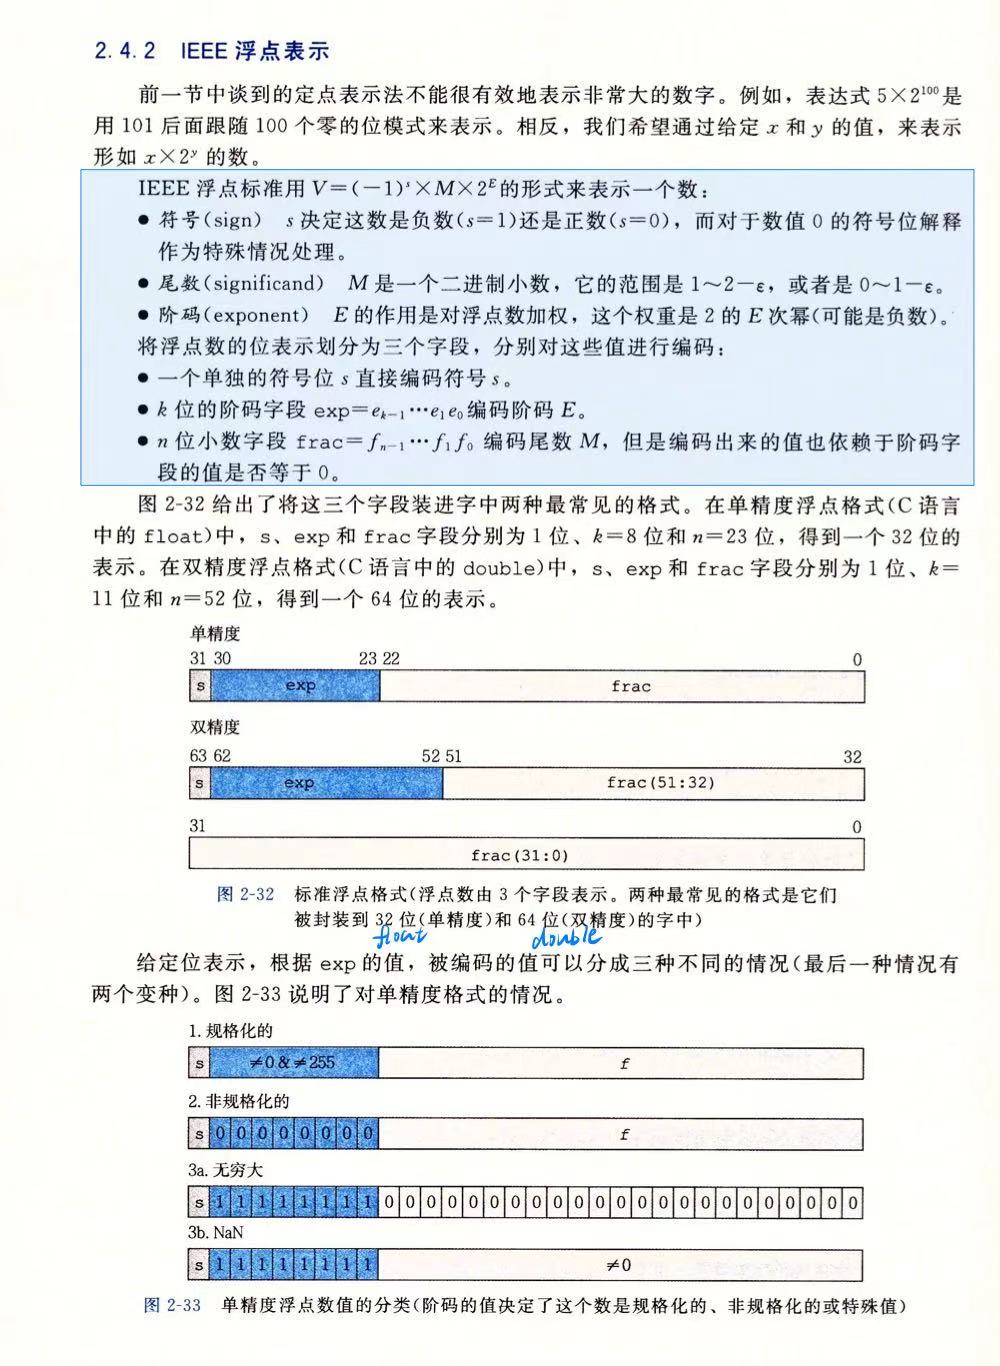 2.4.2 IEEE 浮点表示
前一节中谈到的定点表示法不能很有效地表示非常大的数字。例如，表达式 5×2¹⁰⁰是
用 101 后面跟随 100 个零的位模式来表示。相反，我们希望通过给定 x 和 y 的值，来表示
形如 x×2ʸ 的数。
IEEE 浮点标准用 V=(-1)ˢ×M×2ᴱ的形式来表示一个数：
● 符号(sign) s 决定这数是负数(s=1)还是正数(s=0)，而对于数值 0 的符号位解释
作为特殊情况处理。
● 尾数(significand) M 是一个二进制小数，它的范围是 1～2-ε，或者是 0～1-ε。
● 阶码(exponent) E 的作用是对浮点数加权，这个权重是 2 的 E 次幂(可能是负数)。
将浮点数的位表示划分为三个字段，分别对这些值进行编码：
● 一个单独的符号位 s 直接编码符号 s。
● k 位的阶码字段 exp=eₖ₋₁⋯e₁e₀编码阶码 E。
● n 位小数字段 frac=fₙ₋₁⋯f₁f₀ 编码尾数 M，但是编码出来的值也依赖于阶码字
段的值是否等于 0。
图 2-32 给出了将这三个字段装进字中两种最常见的格式。在单精度浮点格式(C 语言
中的 float)中，s、exp 和 frac 字段分别为 1 位、k=8 位和 n=23 位，得到一个 32 位的
表示。在双精度浮点格式(C 语言中的 double)中，s、exp 和 frac 字段分别为 1 位、k=
11 位和 n=52 位，得到一个 64 位的表示。
单精度
31 30 23 22 0
s exp frac
双精度
63 62 52 51 32
s exp frac(51:32)
31 0
frac(31:0)
图 2-32 标准浮点格式(浮点数由 3 个字段表示。两种最常见的格式是它们
被封装到 32 位(单精度)和 64 位(双精度)的字中)
float double
给定位表示，根据 exp 的值，被编码的值可以分成三种不同的情况(最后一种情况有
两个变种)。图 2-33 说明了对单精度格式的情况。
1. 规格化的
s ≠0 & ≠255 f
2. 非规格化的
s 0 0 0 0 0 0 0 0 f
3a. 无穷大
s 1 1 1 1 1 1 1 1 0 0 0 0 0 0 0 0 0 0 0 0 0 0 0 0 0 0 0 0 0 0 0
3b. NaN
s 1 1 1 1 1 1 1 1 ≠0
图 2-33 单精度浮点数值的分类(阶码的值决定了这个数是规格化的、非规格化的或特殊值)